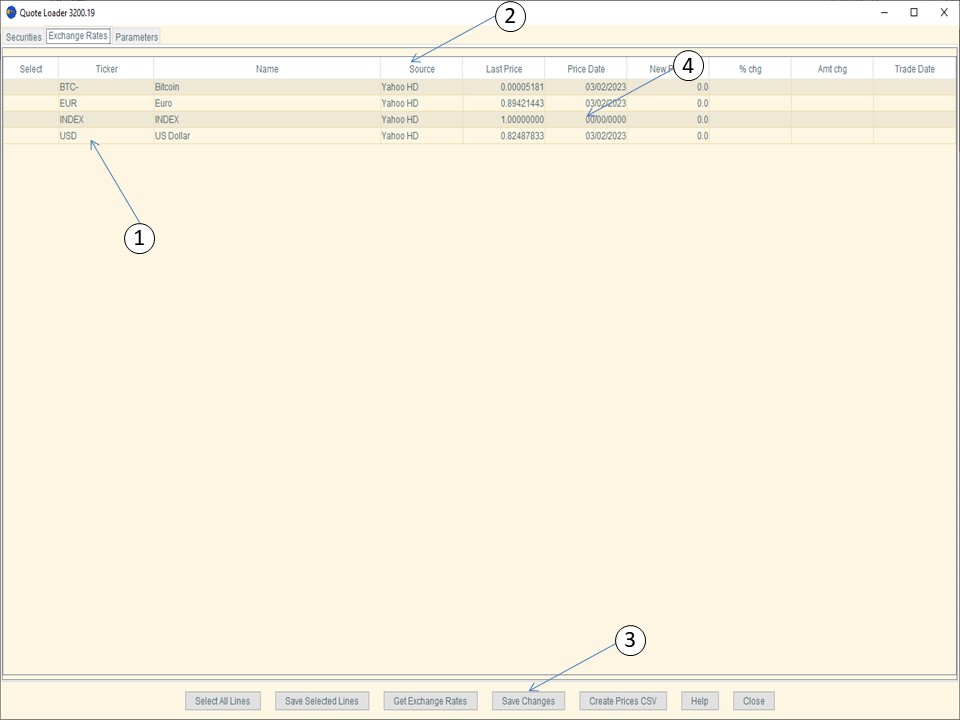 Quote Loader 3200.19
2
Securities Exchange Rates Parameters
Select Ticker Name Source Last Price Price Date New P 4 % chg Amt chg Trade Date
BTC- Bitcoin Yahoo HD 0.00005181 03/02/2023 0.0
EUR Euro Yahoo HD 0.89421443 03/02/2023 0.0
INDEX INDEX Yahoo HD 1.00000000 00/00/0000 0.0
USD US Dollar Yahoo HD 0.82487833 03/02/2023 0.0
1
3
Select All Lines Save Selected Lines Get Exchange Rates Save Changes Create Prices CSV Help Close